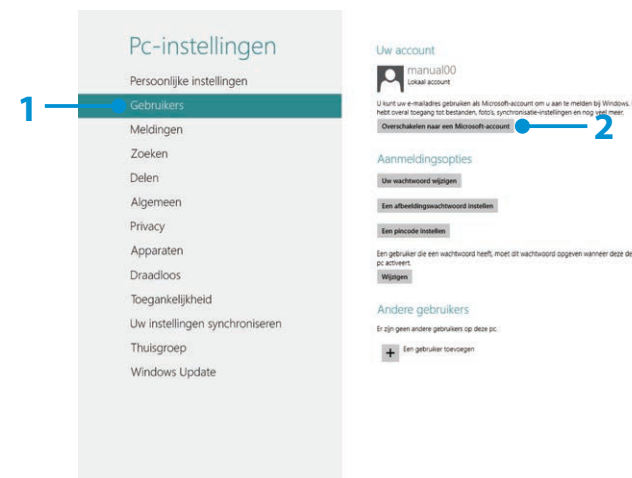 Pc-instellingen
Persoonlijke instellingen
1
Gebruikers
Meldingen
Zoeken
Delen
Algemeen
Privacy
Apparaten
Draadloos
Toegankelijkheid
Uw instellingen synchroniseren
Thuisgroep
Windows Update
Uw account
manual00
Lokaal account
U kunt uw e-mailadres gebruiken als Microsoft-account om u aan te melden bij Windows.
hebt overal toegang tot bestanden, foto's, synchronisatie-instellingen en nog veel meer.
Overschakelen naar een Microsoft-account
2
Aanmeldingsopties
Uw wachtwoord wijzigen
Een afbeeldingswachtwoord instellen
Een pincode instellen
Een gebruiker die een wachtwoord heeft, moet dit wachtwoord opgeven wanneer deze de
pc activeert.
Wijzigen
Andere gebruikers
Er zijn geen andere gebruikers op deze pc.
Een gebruiker toevoegen